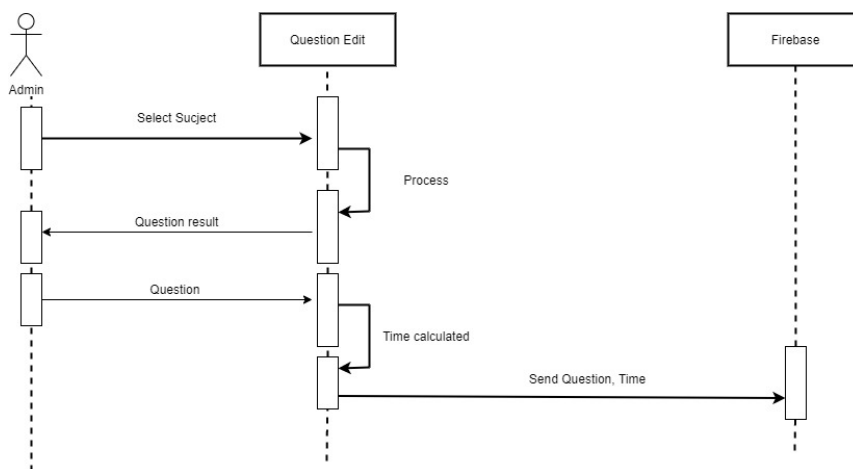 Question Edit
Firebase
Admin
Select Sucject
Process
Question result
Question
Time calculated
Send Question, Time